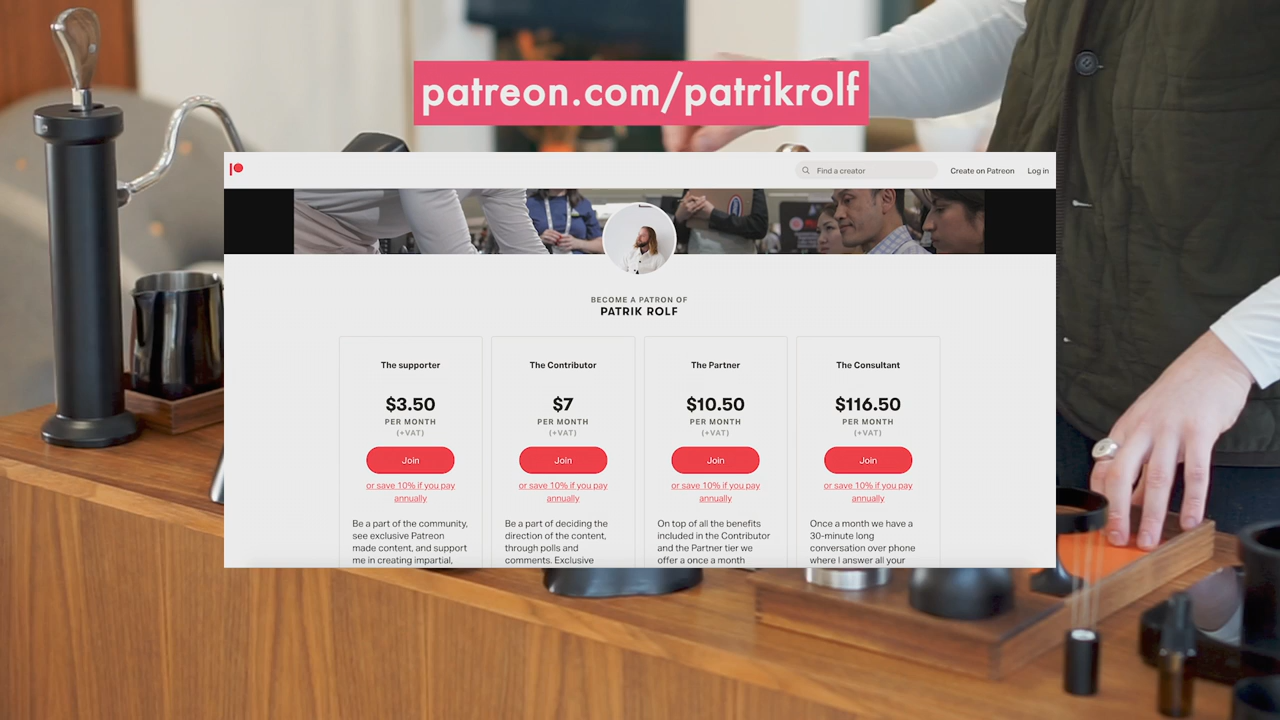 patreon.com/patrikrolf
Find a creator
Create on Patreon
Log in
BECOME A PATRON OF
PATRIK ROLF
The supporter
$3.50
PER MONTH
(+VAT)
Join
or save 10% if you pay
annually
Be a part of the community,
see exclusive Patreon
made content, and support
me in creating impartial,
The Contributor
$7
PER MONTH
(+VAT)
Join
or save 10% if you pay
annually
Be a part of deciding the
direction of the content,
through polls and
comments. Exclusive
The Partner
$10.50
PER MONTH
(+VAT)
Join
or save 10% if you pay
annually
On top of all the benefits
included in the Contributor
and the Partner tier we
offer a once a month
The Consultant
$116.50
PER MONTH
(+VAT)
Join
or save 10% if you pay
annually
Once a month we have a
30-minute long
conversation over phone
where I answer all your